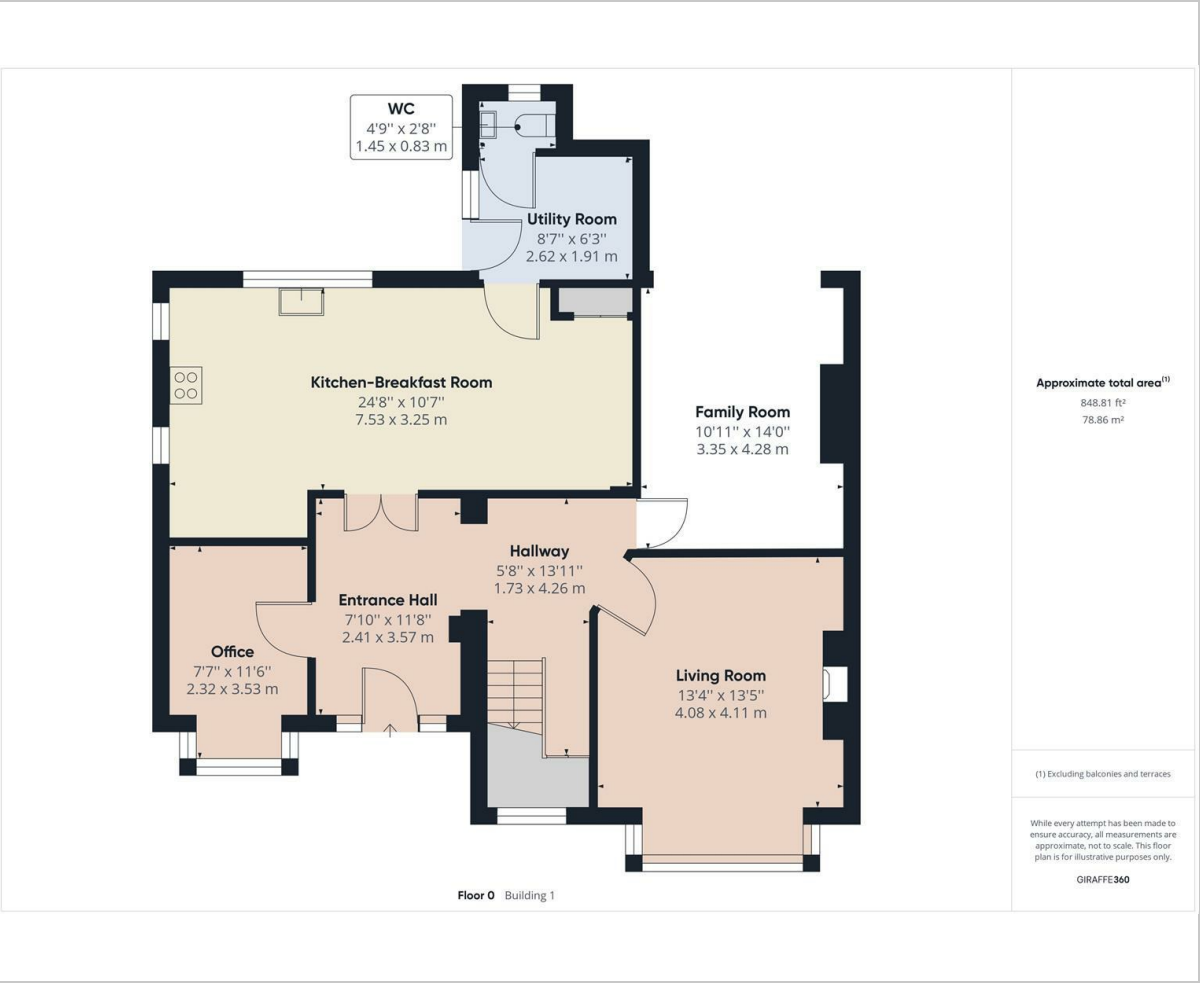 WC
4'9'' x 2'8''
1.45 x 0.83 m
Utility Room
8'7'' x 6'3''
2.62 x 1.91 m
Kitchen-Breakfast Room
24'8'' x 10'7''
7.53 x 3.25 m
Family Room
10'11'' x 14'0''
3.35 x 4.28 m
Hallway
5'8'' x 13'11''
1.73 x 4.26 m
Entrance Hall
7'10'' x 11'8''
2.41 x 3.57 m
Office
7'7'' x 11'6''
2.32 x 3.53 m
Living Room
13'4'' x 13'5''
4.08 x 4.11 m
Floor 0 Building 1
Approximate total area(1)
848.81 ft²
78.86 m²
(1) Excluding balconies and terraces
While every attempt has been made to
ensure accuracy, all measurements are
approximate, not to scale. This floor
plan is for illustrative purposes only.
GIRAFFE360